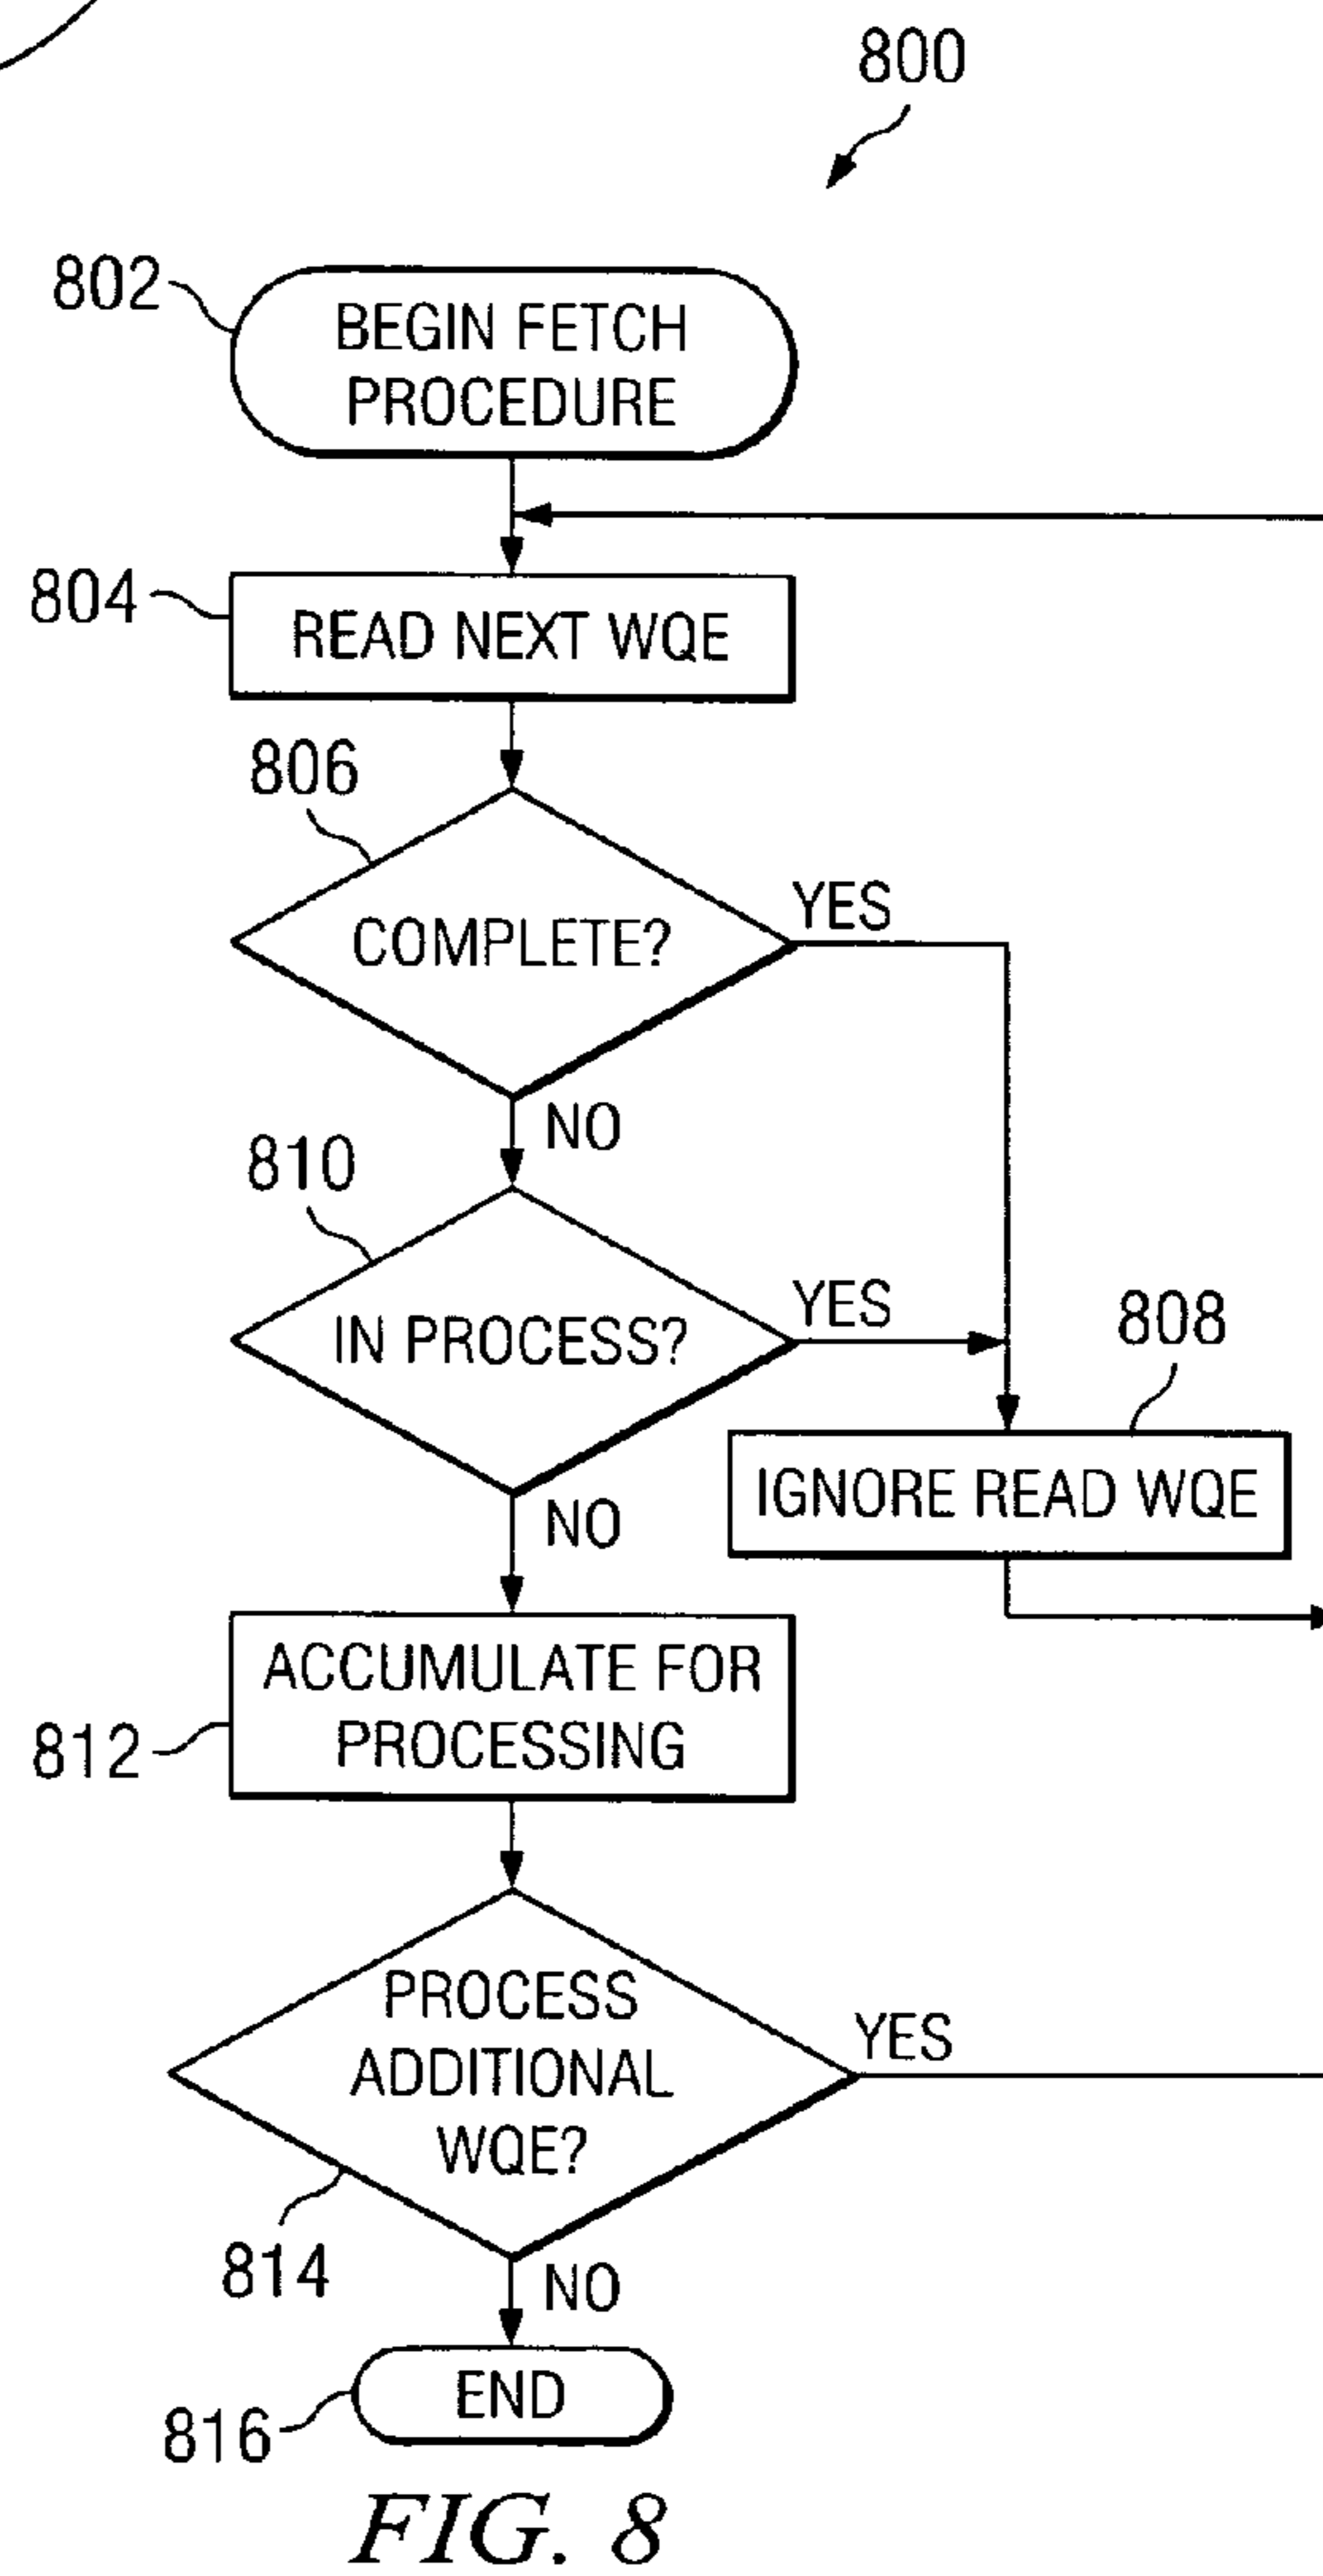 800
802
BEGIN FETCH
PROCEDURE
804
READ NEXT WQE
806
COMPLETE?
YES
NO
810
IN PROCESS?
YES
808
IGNORE READ WQE
NO
ACCUMULATE FOR
PROCESSING
812
PROCESS
ADDITIONAL
WQE?
YES
814
NO
END
816
FIG. 8